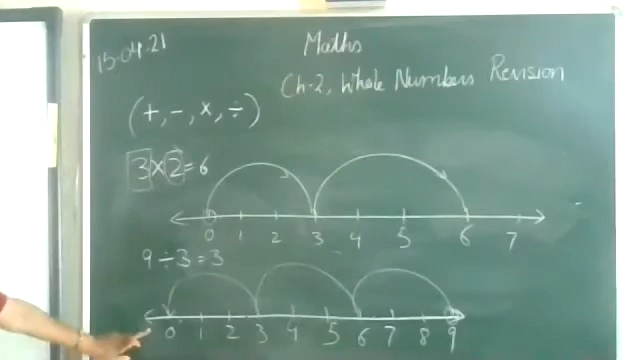 15.04.21
Maths
Ch-2, Whole Numbers Revision
(+, -, ×, ÷)
3×2=6
0 1 2 3 4 5 6 7
9÷3=3
0 1 2 3 4 5 6 7 8 9